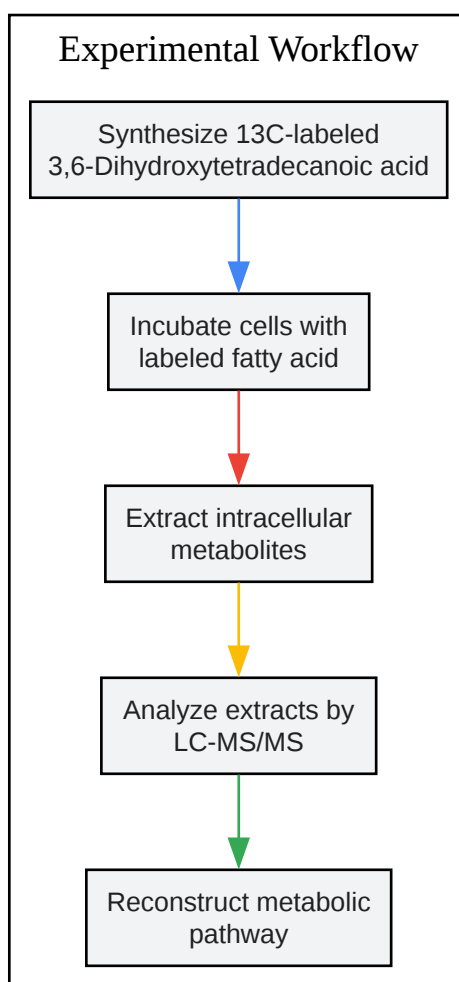 Experimental Workflow
Synthesize 13C-labeled
3,6-Dihydroxytetradecanoic acid
Incubate cells with
labeled fatty acid
Extract intracellular
metabolites
Analyze extracts by
LC-MS/MS
Reconstruct metabolic
pathway